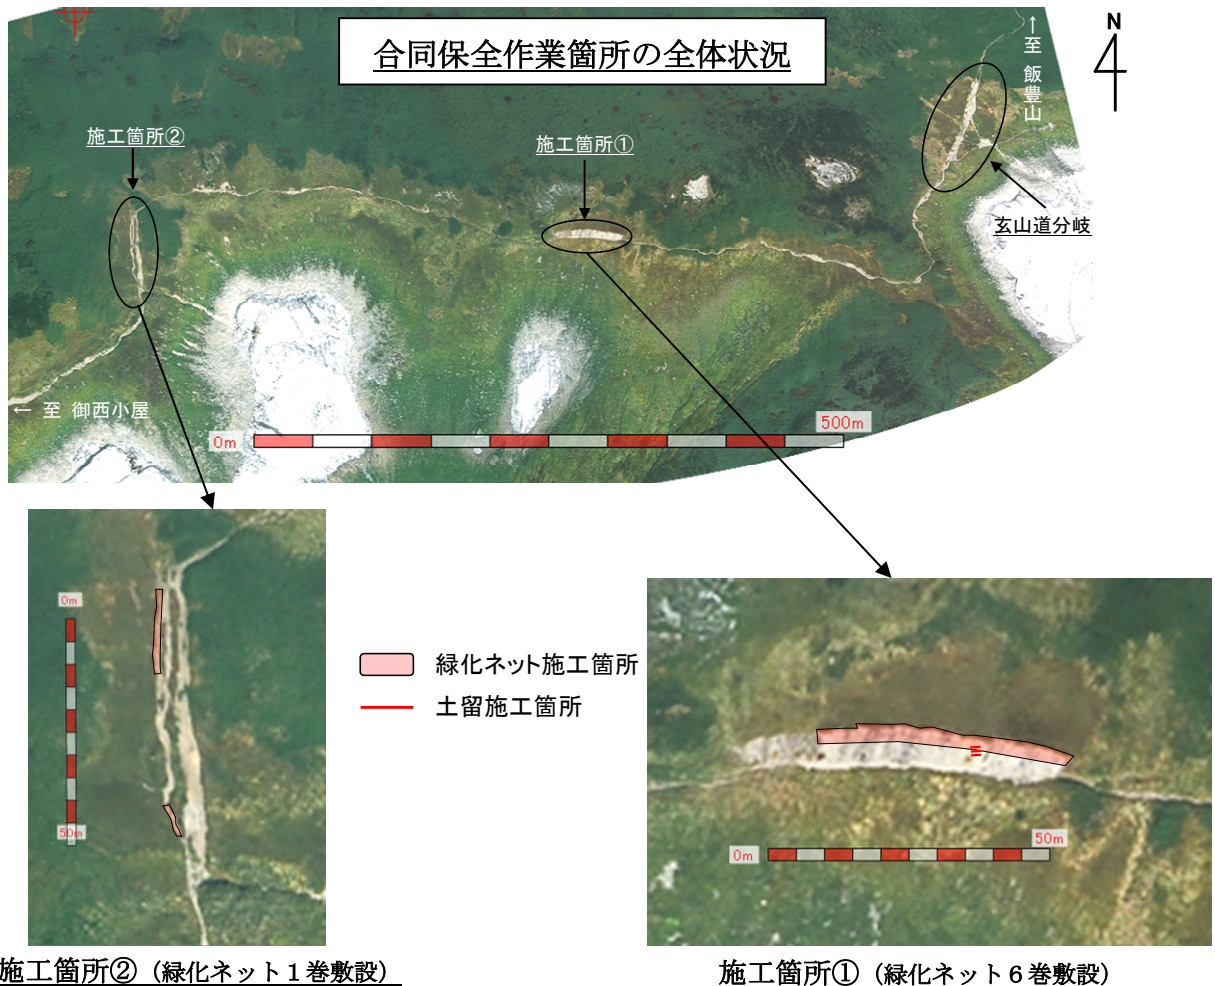 合同保全作業箇所の全体状況
N
↑至 飯豊山
施工箇所②
施工箇所①
玄山道分岐
← 至 御西小屋
0m
500m
0m
50m
緑化ネット施工箇所
土留施工箇所
0m
50m
施工箇所②（緑化ネット１巻敷設）
施工箇所①（緑化ネット６巻敷設）